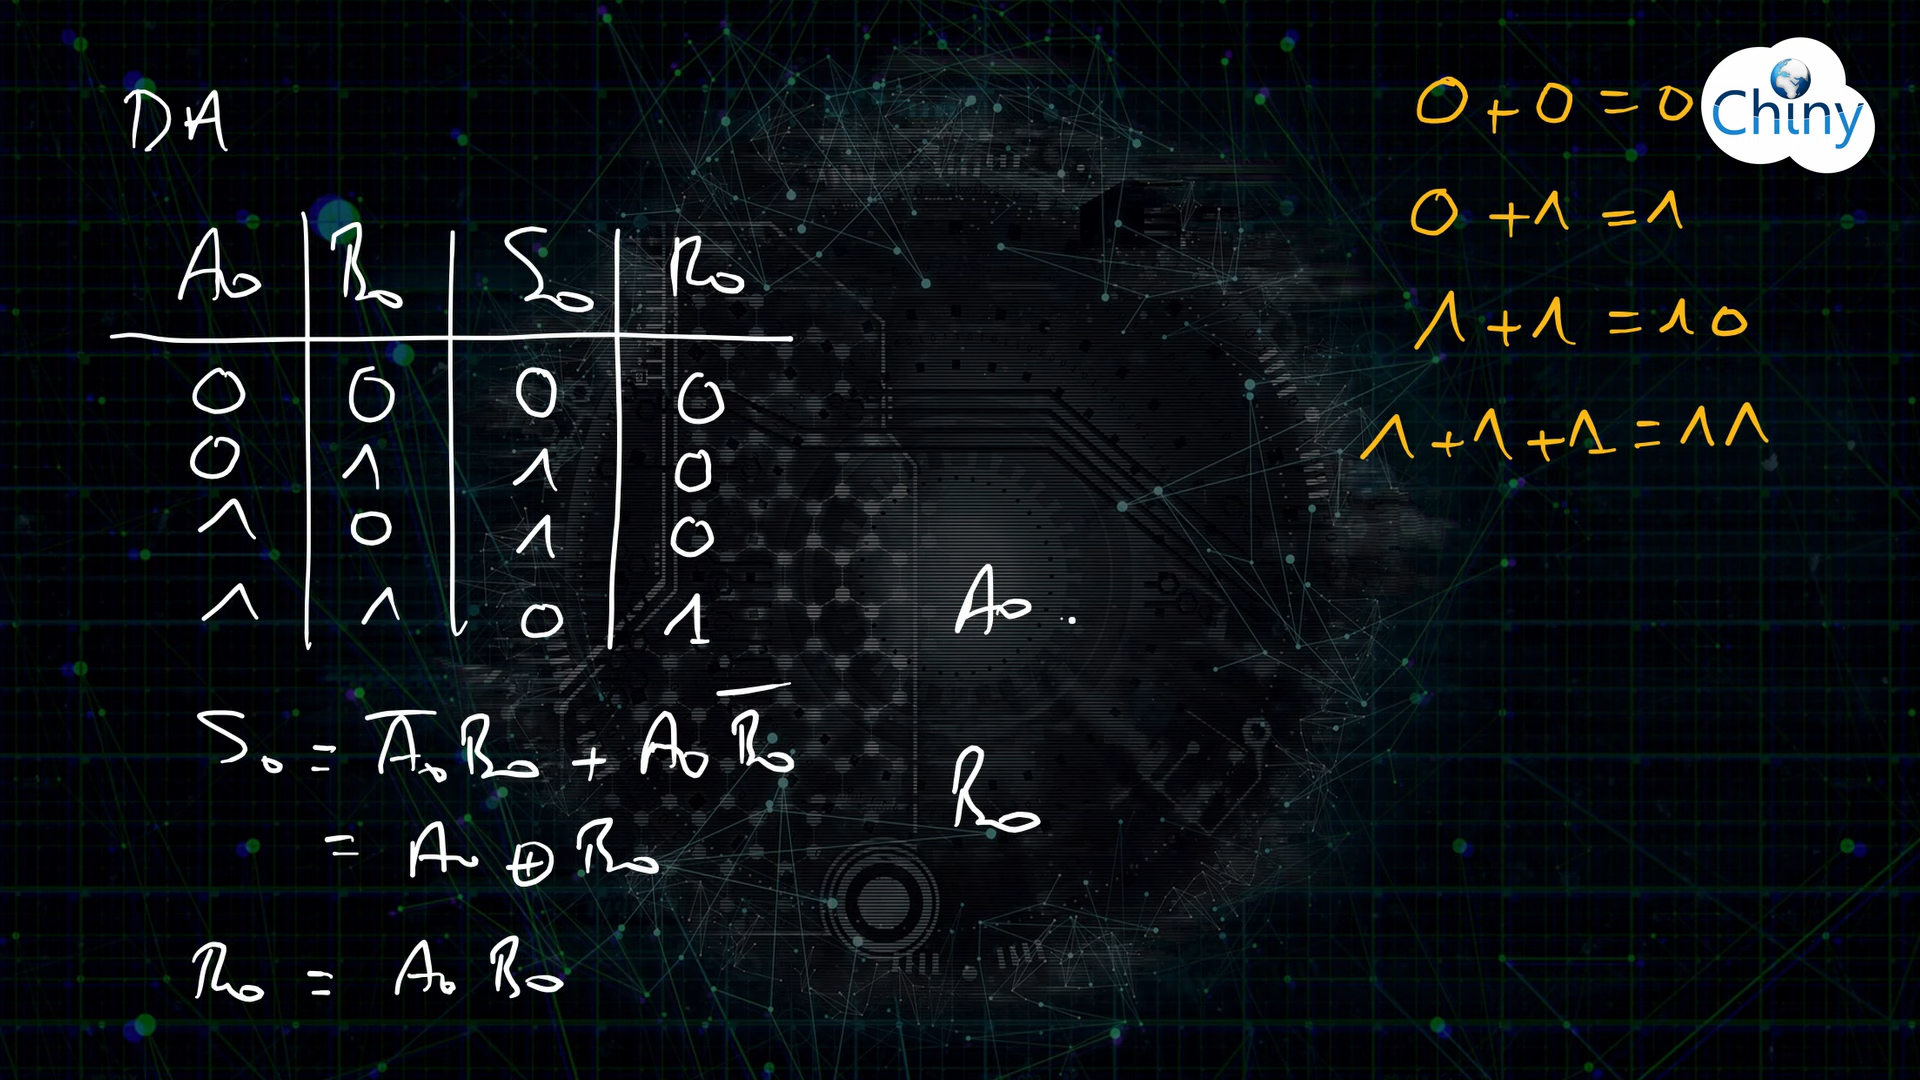 DA
A₀ B₀ S₀ R₀
0 0 0 0
0 1 1 0
1 0 1 0
1 1 0 1
S₀ = A̅₀ B₀ + A₀ B̅₀
= A₀ ⊕ B₀
R₀ = A₀ B₀
A₀
B₀
0 + 0 = 0
0 + 1 = 1
1 + 1 = 10
1 + 1 + 1 = 11
Chiny